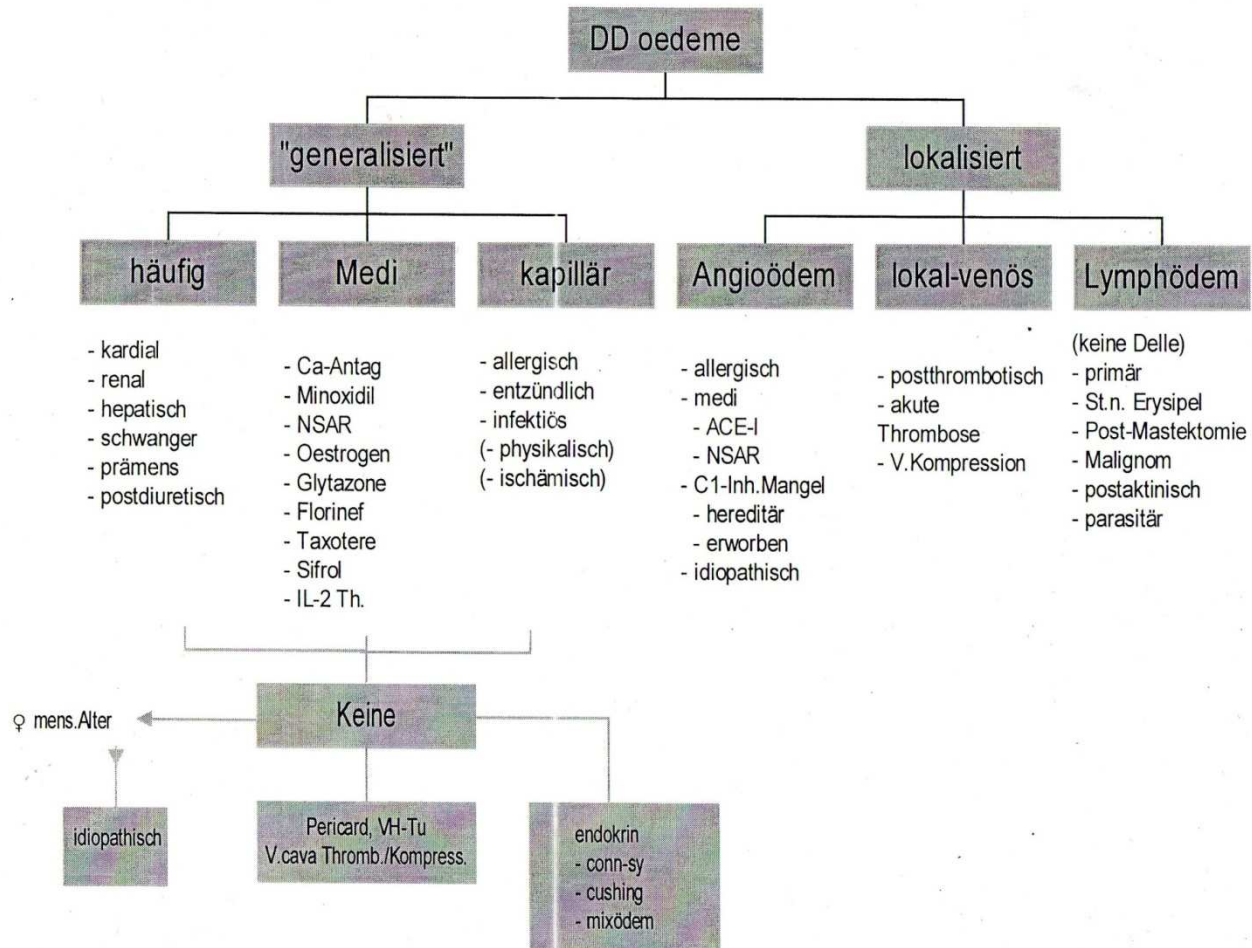 DD oedeme
"generalisiert"
lokalisiert
häufig
Medi
kapillär
Angioödem
lokal-venös
Lymphödem
- kardial
- renal
- hepatisch
- schwanger
- prämens
- postdiuretisch
- Ca-Antag
- Minoxidil
- NSAR
- Oestrogen
- Glytazone
- Florinef
- Taxotere
- Sifrol
- IL-2 Th.
- allergisch
- entzündlich
- infektiös
(- physikalisch)
(- ischämisch)
- allergisch
- medi
- ACE-I
- NSAR
- C1-Inh.Mangel
- hereditär
- erworben
- idiopathisch
- postthrombotisch
- akute
Thrombose
- V.Kompression
(keine Delle)
- primär
- St.n. Erysipel
- Post-Mastektomie
- Malignom
- postaktinisch
- parasitär
Keine
♀ mens.Alter
idiopathisch
Pericard, VH-Tu
V.cava Thromb./Kompress.
endokrin
- conn-sy
- cushing
- mixödem